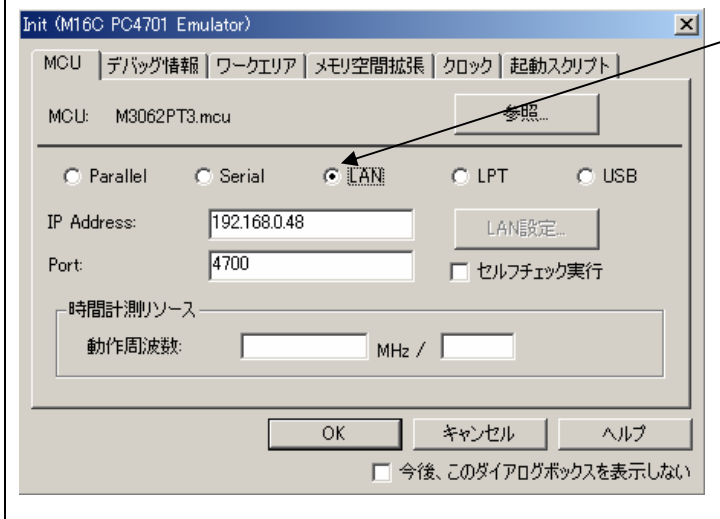 Init (M16C PC4701 Emulator)
MCU デバッグ情報 ワークエリア メモリ空間拡張 クロック 起動スクリプト
MCU: M3062PT3.mcu 参照...
Parallel Serial LAN LPT USB
IP Address: 192.168.0.48 LAN設定...
Port: 4700 セルフチェック実行
時間計測リソース
動作周波数: MHz /
OK キャンセル ヘルプ
今後、このダイアログボックスを表示しない